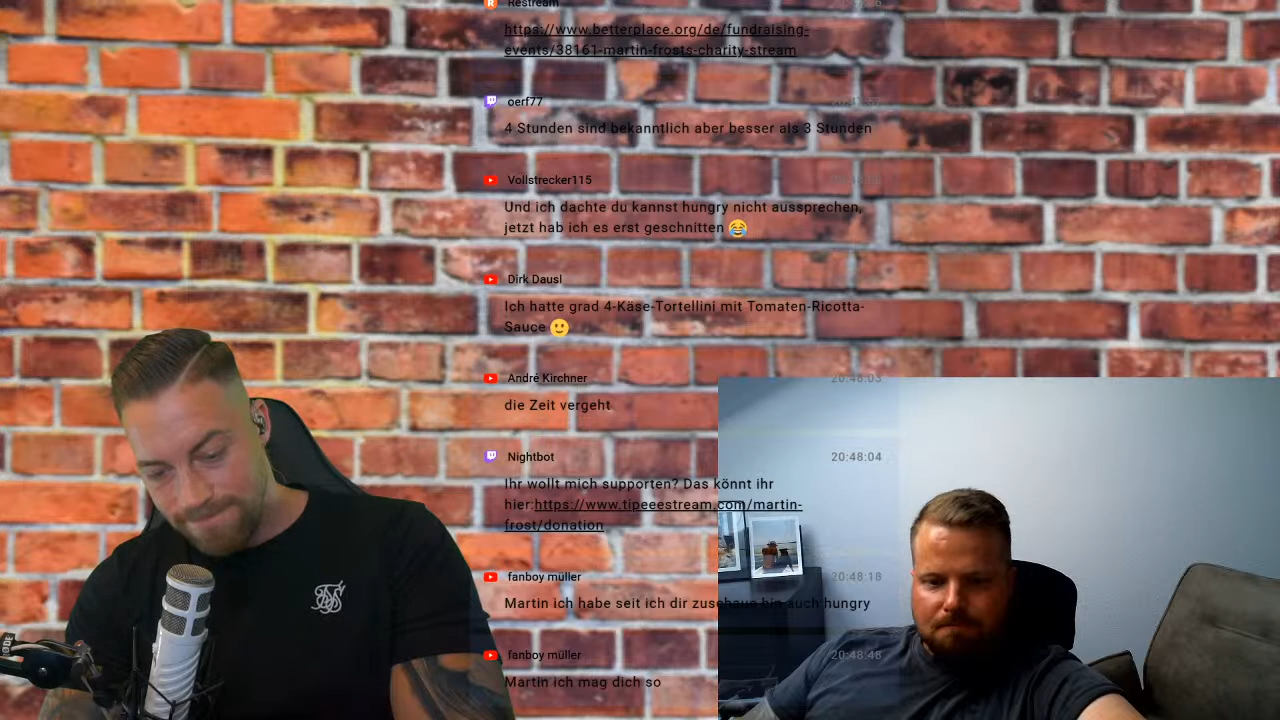 Restream
https://www.betterplace.org/de/fundraising-
events/38161-martin-frosts-charity-stream
oerf77
4 Stunden sind bekanntlich aber besser als 3 Stunden
Vollstrecker115
Und ich dachte du kannst hungry nicht aussprechen,
jetzt hab ich es erst geschnitten 😂
Dirk Dausl
Ich hatte grad 4-Käse-Tortellini mit Tomaten-Ricotta-
Sauce 🙂
André Kirchner 20:48:03
die Zeit vergeht
Nightbot 20:48:04
Ihr wollt mich supporten? Das könnt ihr
hier:https://www.tipeeestream.com/martin-
frost/donation
fanboy müller 20:48:18
Martin ich habe seit ich dir zuschaue bin auch hungry
fanboy müller 20:48:48
Martin ich mag dich so
RØDE